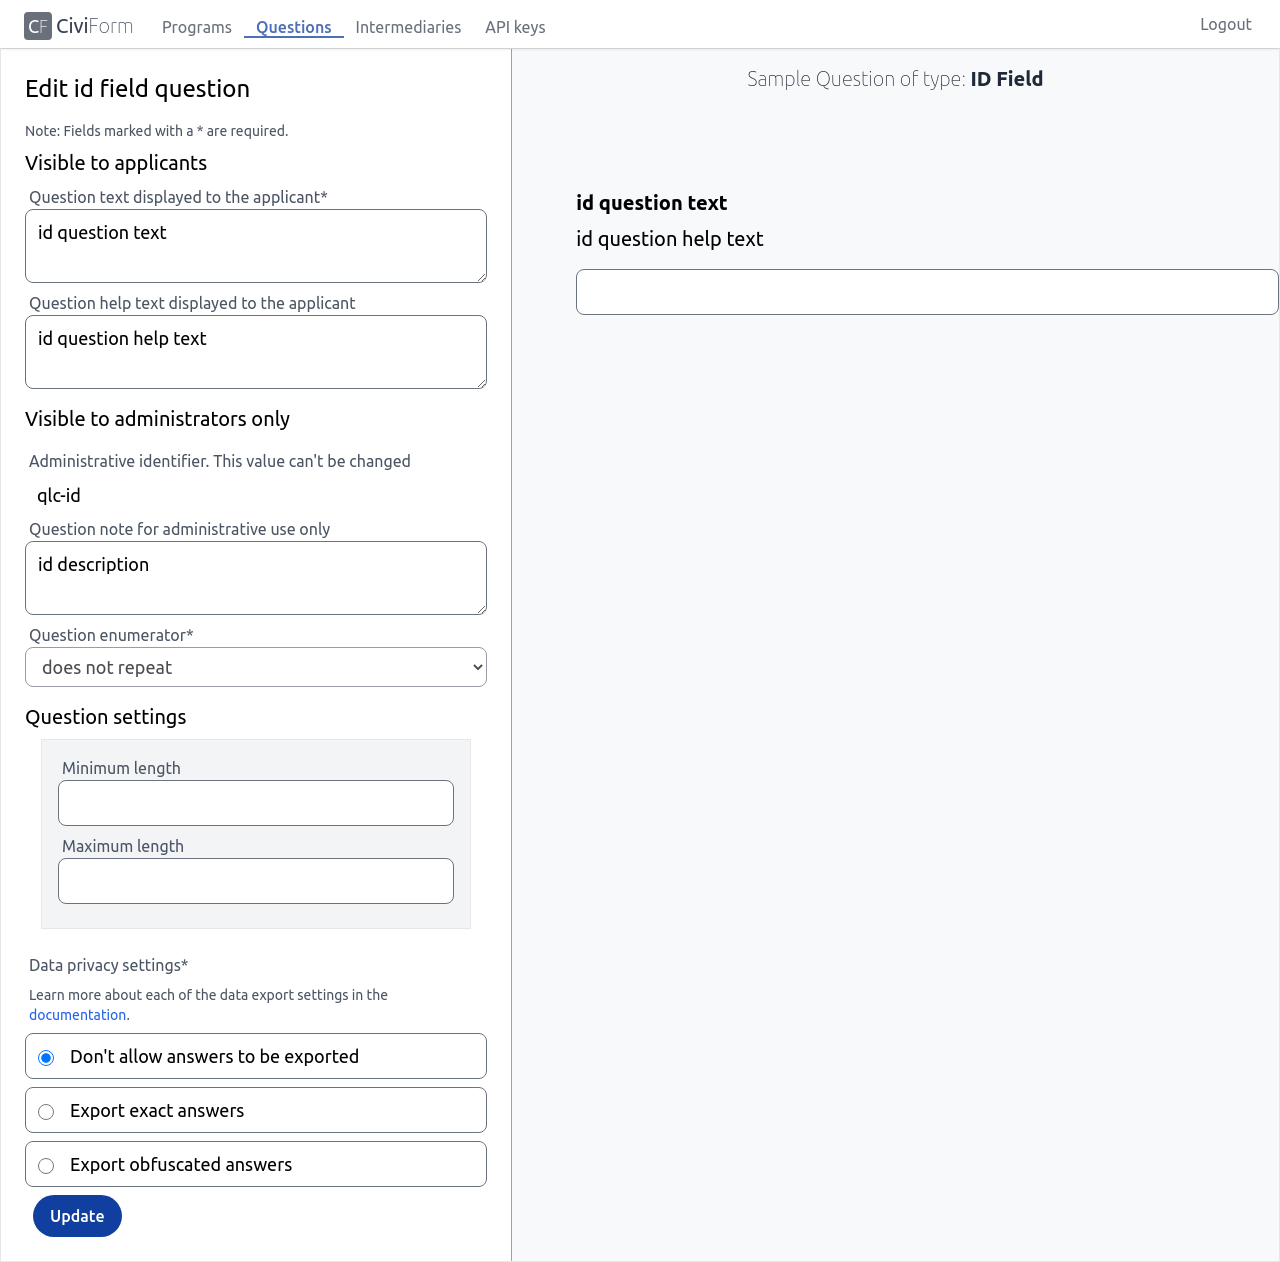 CF CiviForm Programs Questions Intermediaries API keys Logout
Edit id field question
Note: Fields marked with a * are required.
Visible to applicants
Question text displayed to the applicant*
id question text
Question help text displayed to the applicant
id question help text
Visible to administrators only
Administrative identifier. This value can't be changed
qlc-id
Question note for administrative use only
id description
Question enumerator*
does not repeat
Question settings
Minimum length
Maximum length
Data privacy settings*
Learn more about each of the data export settings in the
documentation.
Don't allow answers to be exported
Export exact answers
Export obfuscated answers
Update
Sample Question of type: ID Field
id question text
id question help text